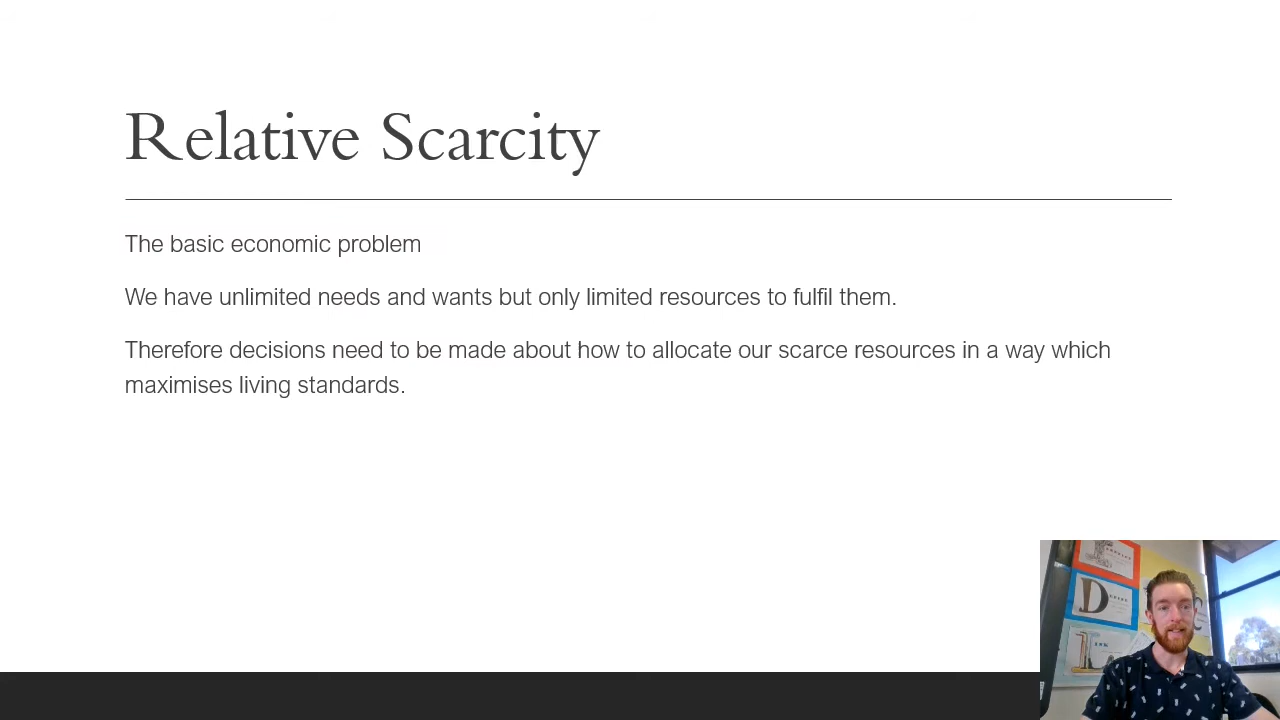 Relative Scarcity
The basic economic problem
We have unlimited needs and wants but only limited resources to fulfil them.
Therefore decisions need to be made about how to allocate our scarce resources in a way which
maximises living standards.
D